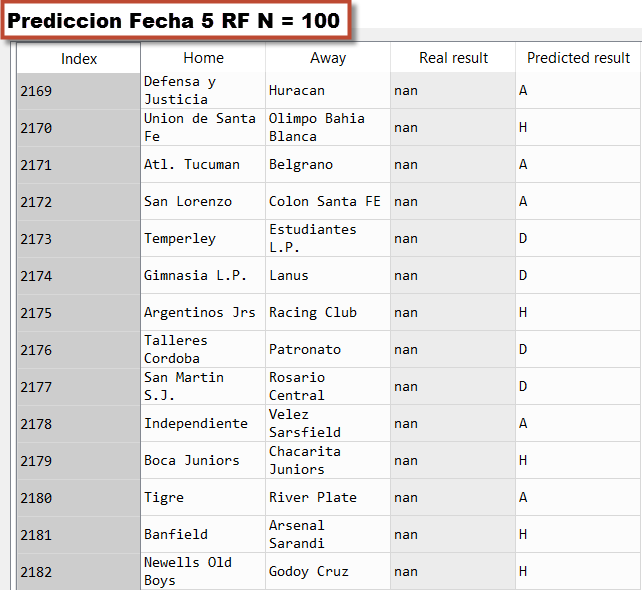 Prediccion Fecha 5 RF N = 100
Index Home Away Real result Predicted result
2169 Defensa y Justicia Huracan nan A
2170 Union de Santa Fe Olimpo Bahia Blanca nan H
2171 Atl. Tucuman Belgrano nan A
2172 San Lorenzo Colon Santa FE nan A
2173 Temperley Estudiantes L.P. nan D
2174 Gimnasia L.P. Lanus nan D
2175 Argentinos Jrs Racing Club nan H
2176 Talleres Cordoba Patronato nan D
2177 San Martin S.J. Rosario Central nan D
2178 Independiente Velez Sarsfield nan A
2179 Boca Juniors Chacarita Juniors nan H
2180 Tigre River Plate nan A
2181 Banfield Arsenal Sarandi nan H
2182 Newells Old Boys Godoy Cruz nan H